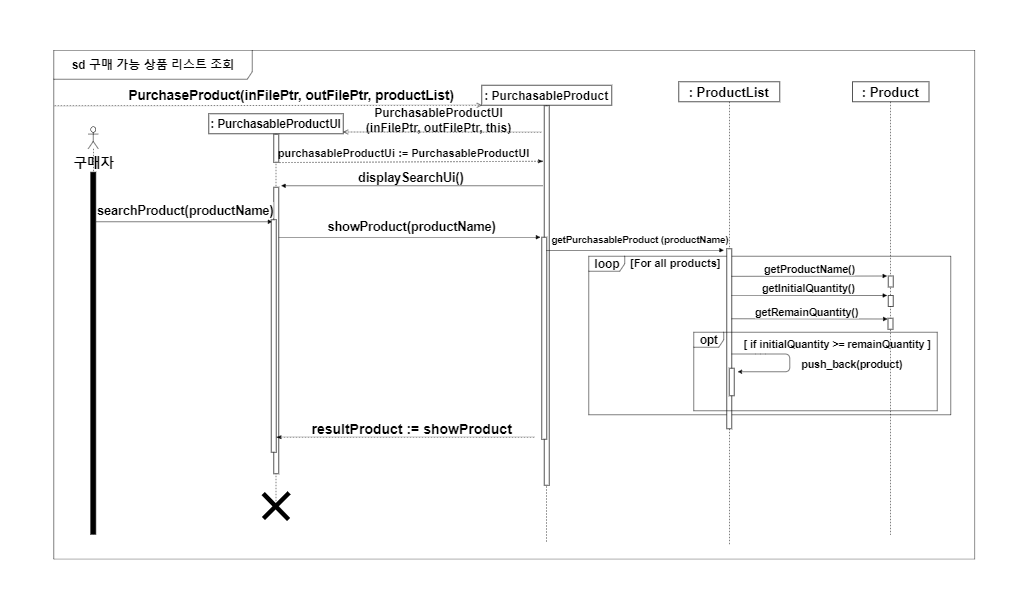 sd 구매 가능 상품 리스트 조회
PurchaseProduct(inFilePtr, outFilePtr, productList)
: PurchasableProduct
: ProductList
: Product
PurchasableProductUI
(inFilePtr, outFilePtr, this)
: PurchasableProductUI
구매자
purchasableProductUi := PurchasableProductUI
displaySearchUi()
searchProduct(productName)
showProduct(productName)
getPurchasableProduct (productName)
loop
[For all products]
getProductName()
getInitialQuantity()
getRemainQuantity()
opt
[ if initialQuantity >= remainQuantity ]
push_back(product)
resultProduct := showProduct